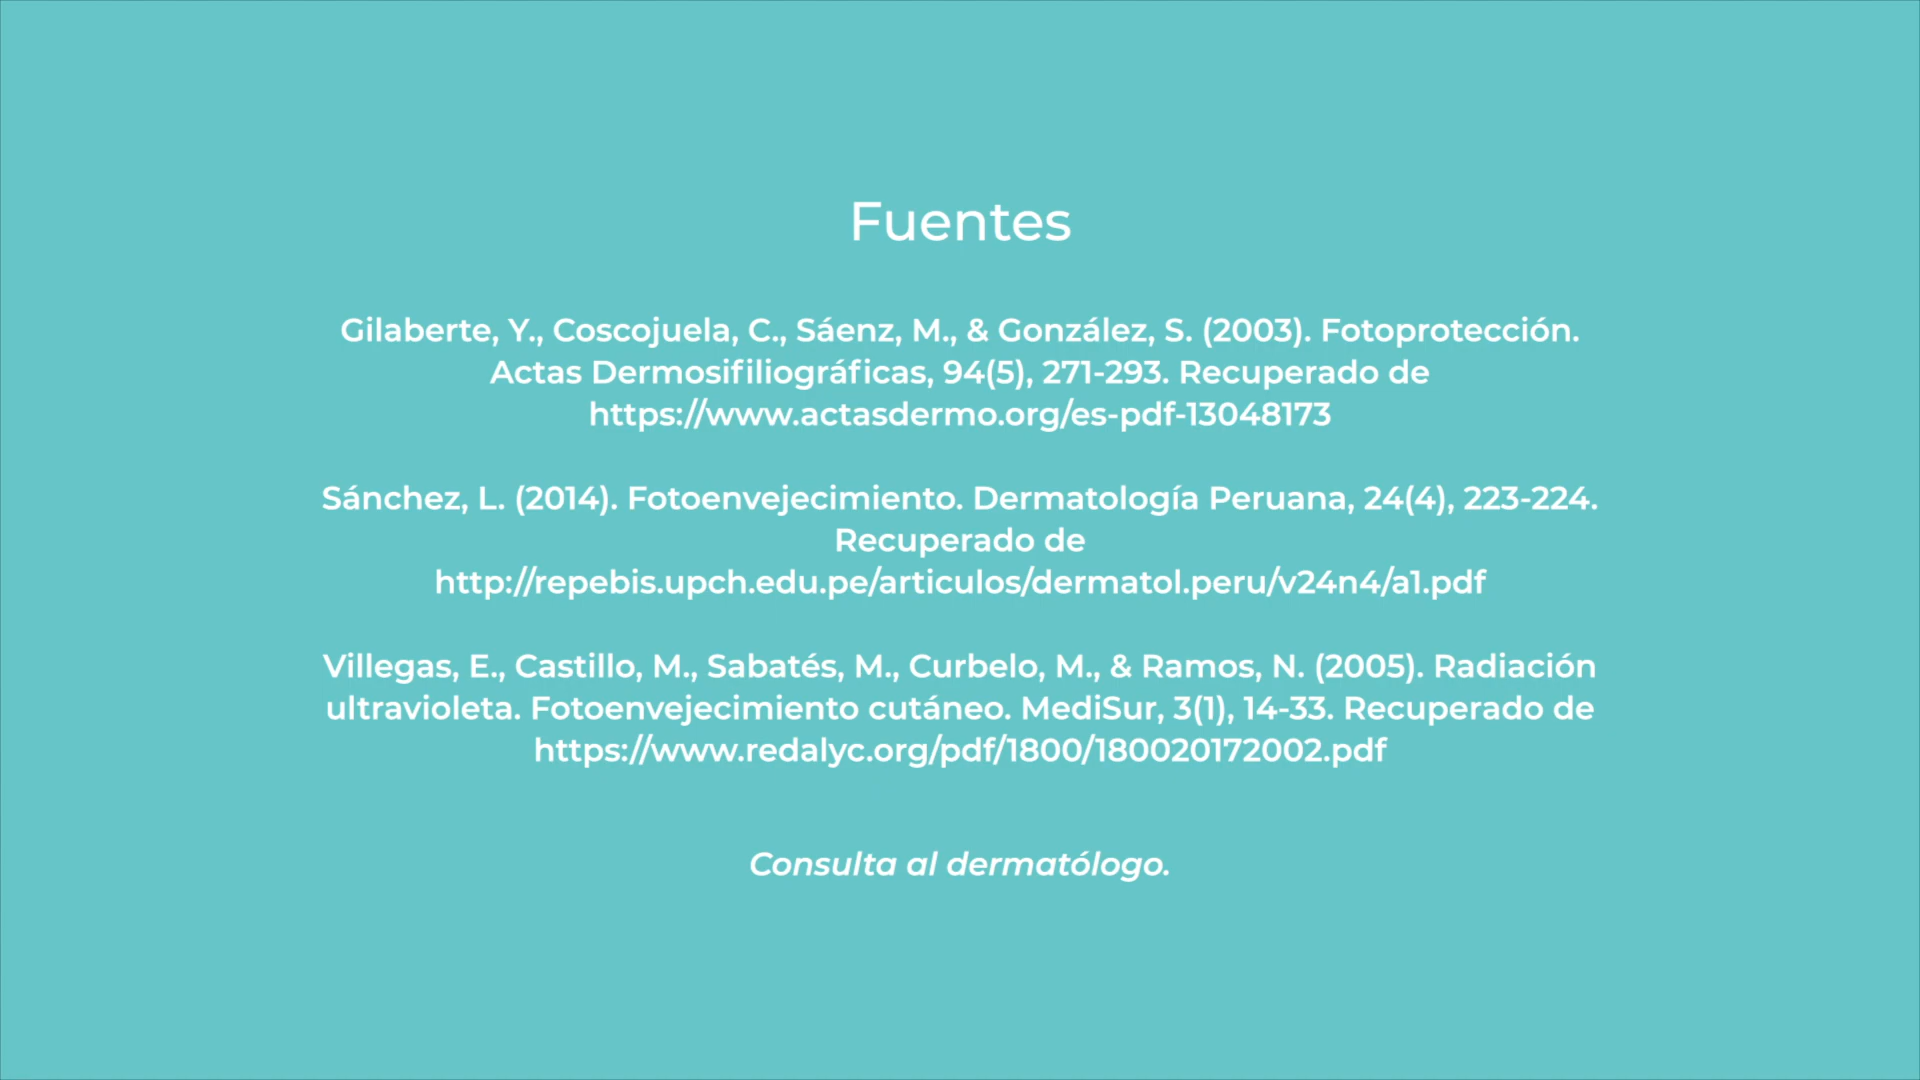 Fuentes
Gilaberte, Y., Coscojuela, C., Sáenz, M., & González, S. (2003). Fotoprotección.
Actas Dermosifiliográficas, 94(5), 271-293. Recuperado de
https://www.actasdermo.org/es-pdf-13048173
Sánchez, L. (2014). Fotoenvejecimiento. Dermatología Peruana, 24(4), 223-224.
Recuperado de
http://repebis.upch.edu.pe/articulos/dermatol.peru/v24n4/a1.pdf
Villegas, E., Castillo, M., Sabatés, M., Curbelo, M., & Ramos, N. (2005). Radiación
ultravioleta. Fotoenvejecimiento cutáneo. MediSur, 3(1), 14-33. Recuperado de
https://www.redalyc.org/pdf/1800/180020172002.pdf
Consulta al dermatólogo.